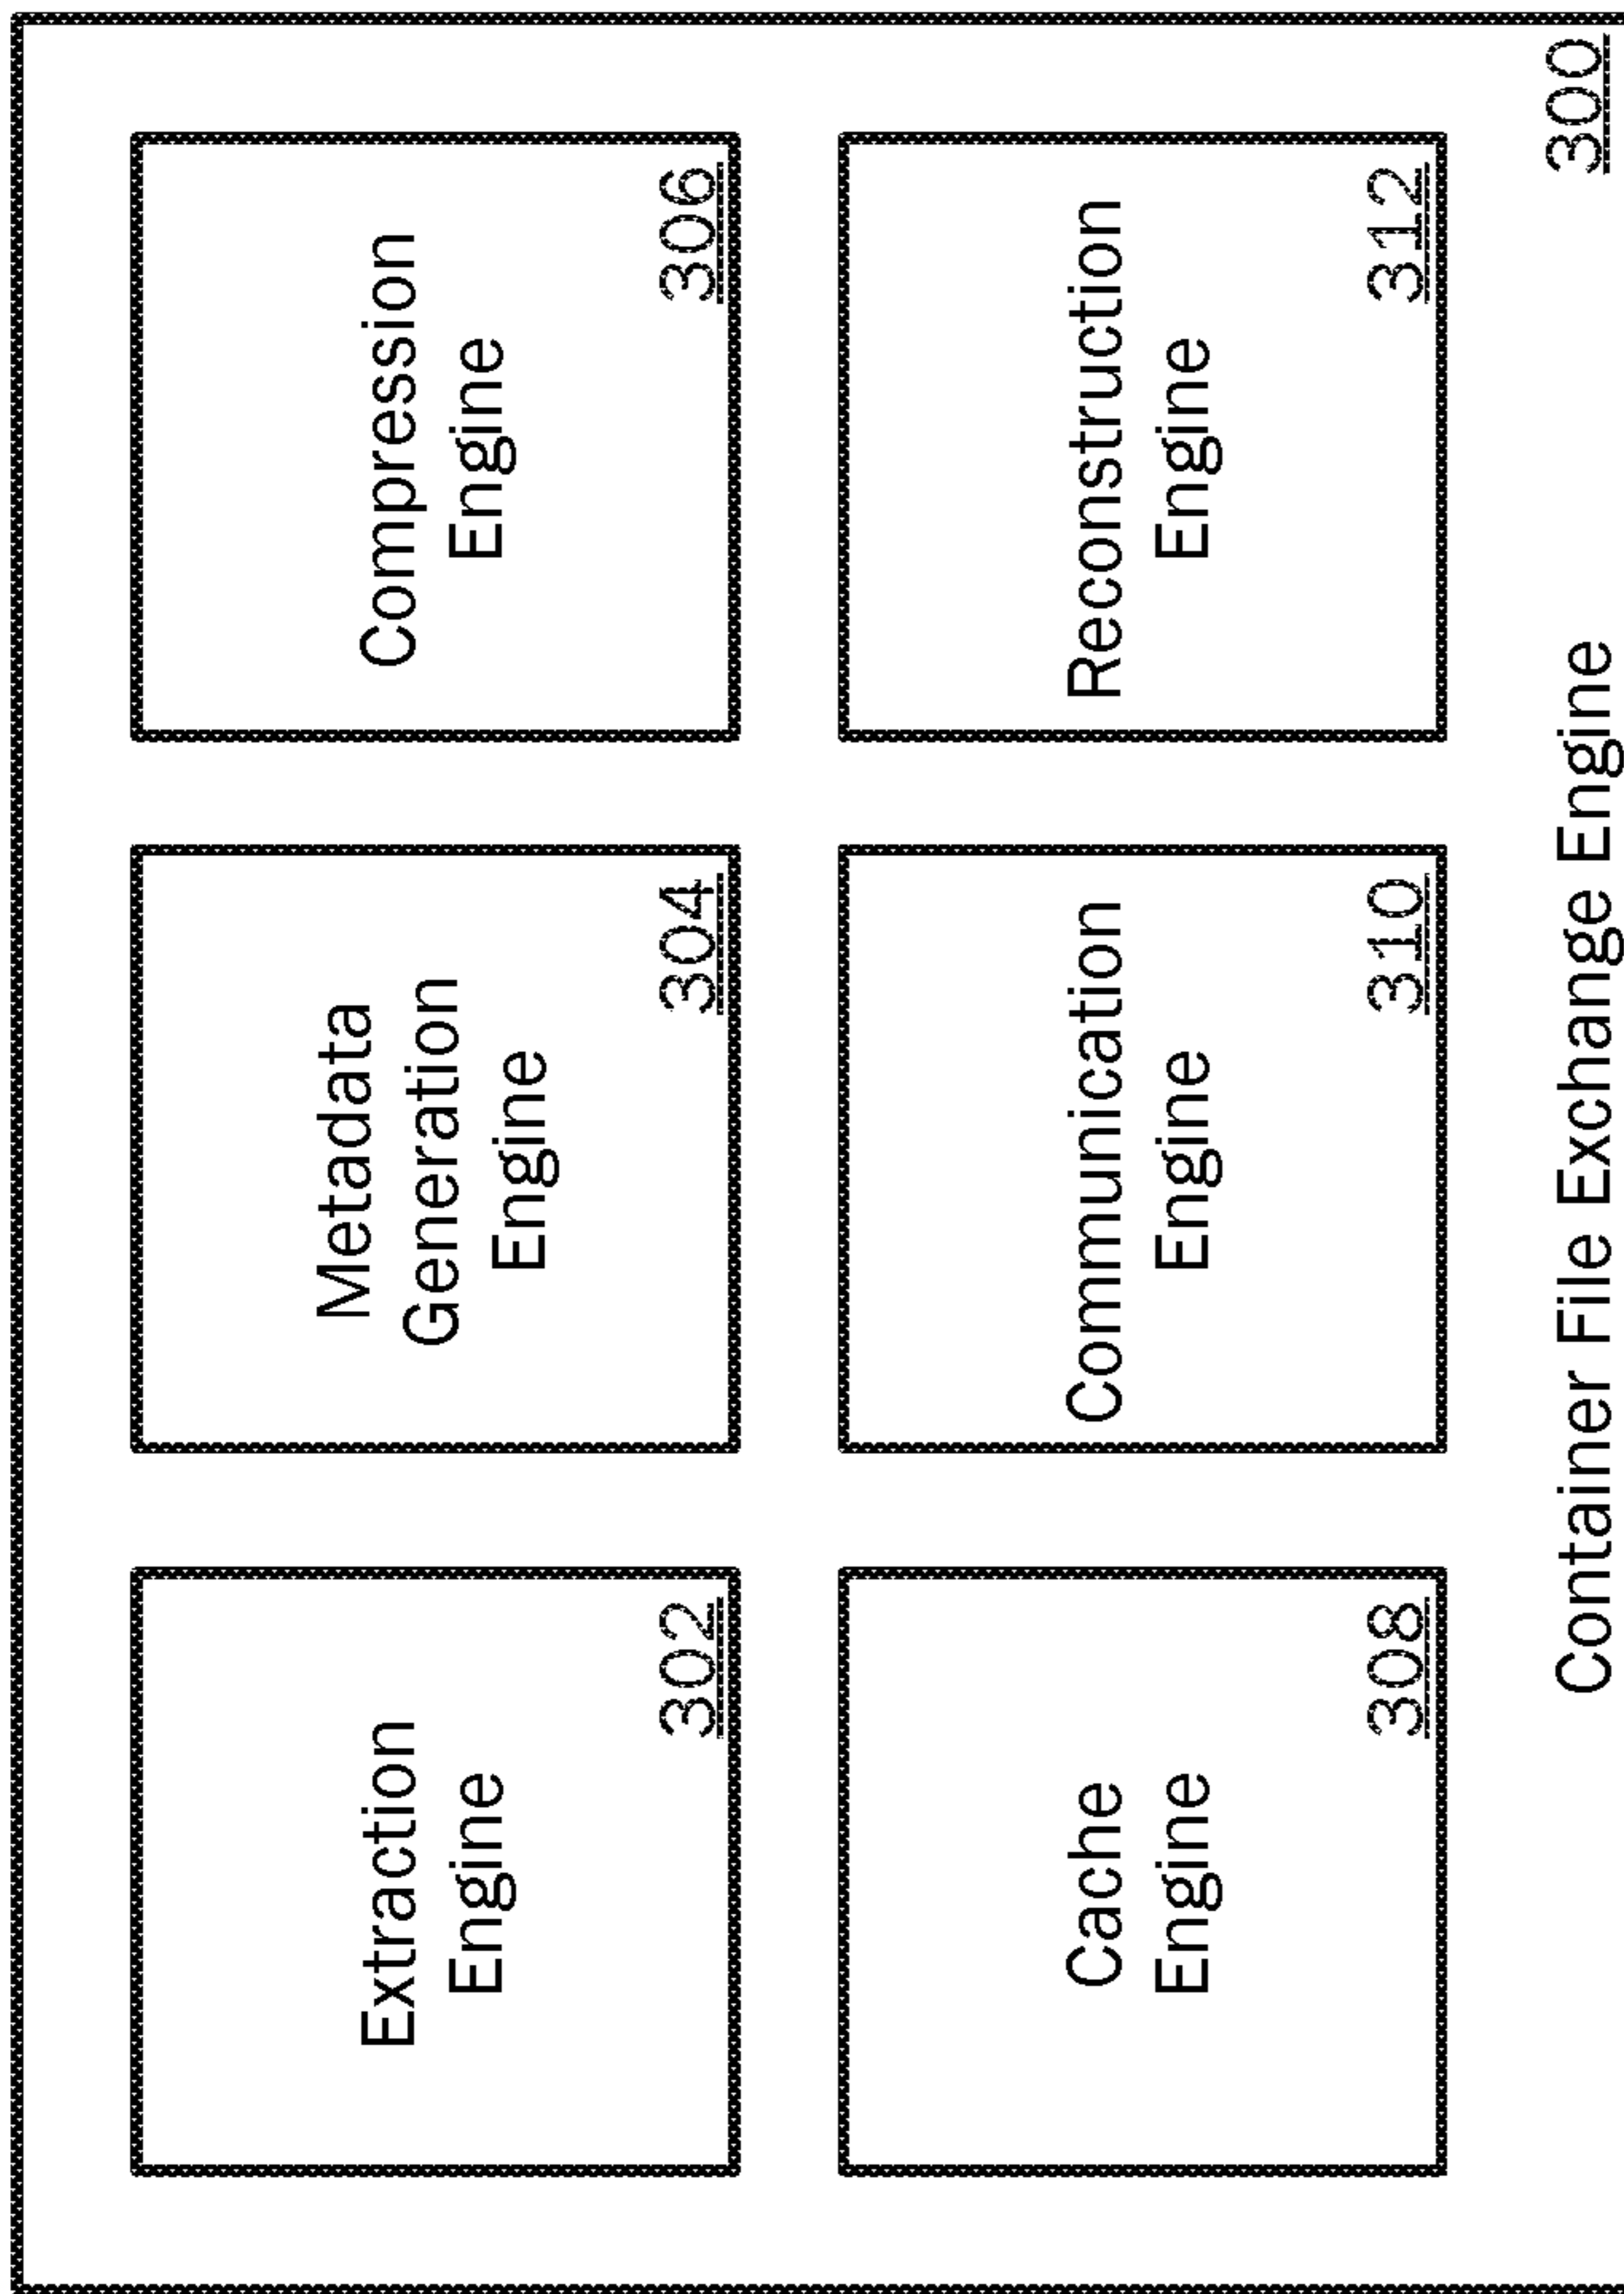 Extraction
Engine
302
Metadata
Generation
Engine
304
Compression
Engine
306
Cache
Engine
308
Communication
Engine
310
Reconstruction
Engine
312
Container File Exchange Engine
300